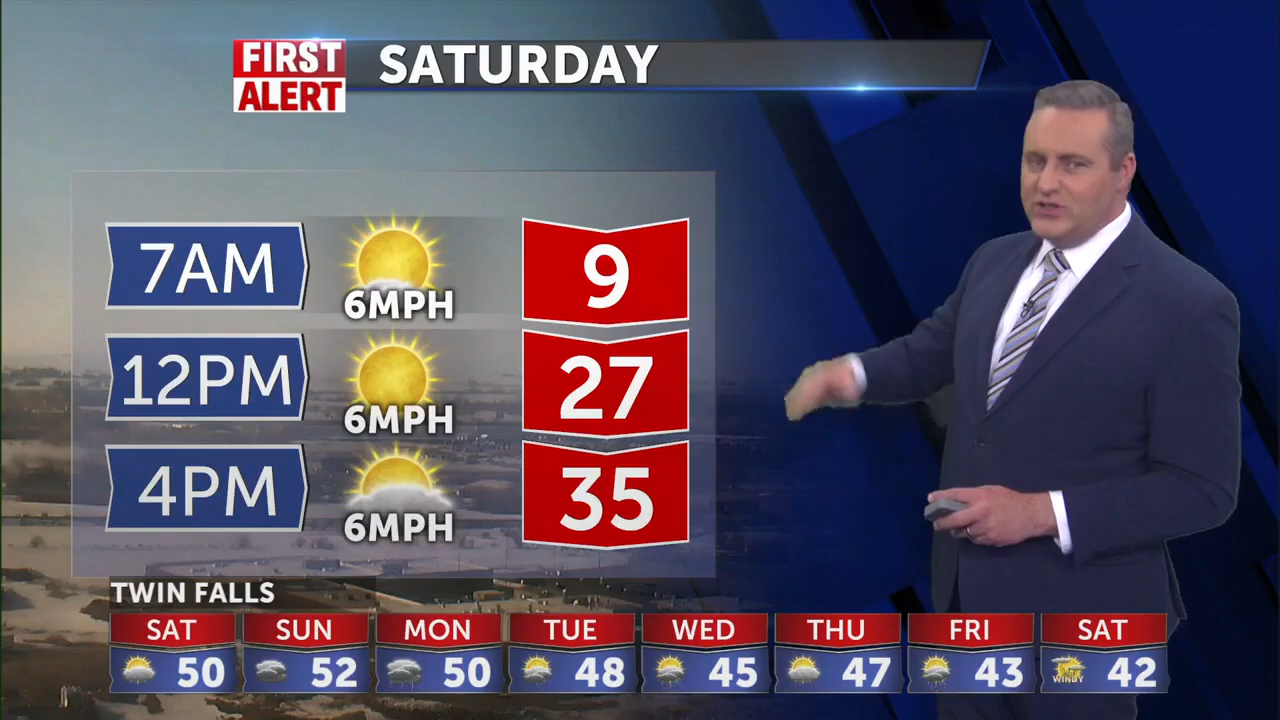 FIRST
ALERT
SATURDAY
7AM
6MPH
9
12PM
6MPH
27
4PM
6MPH
35
TWIN FALLS
SAT SUN MON TUE WED THU FRI SAT
50 52 50 48 45 47 43 WINDY 42